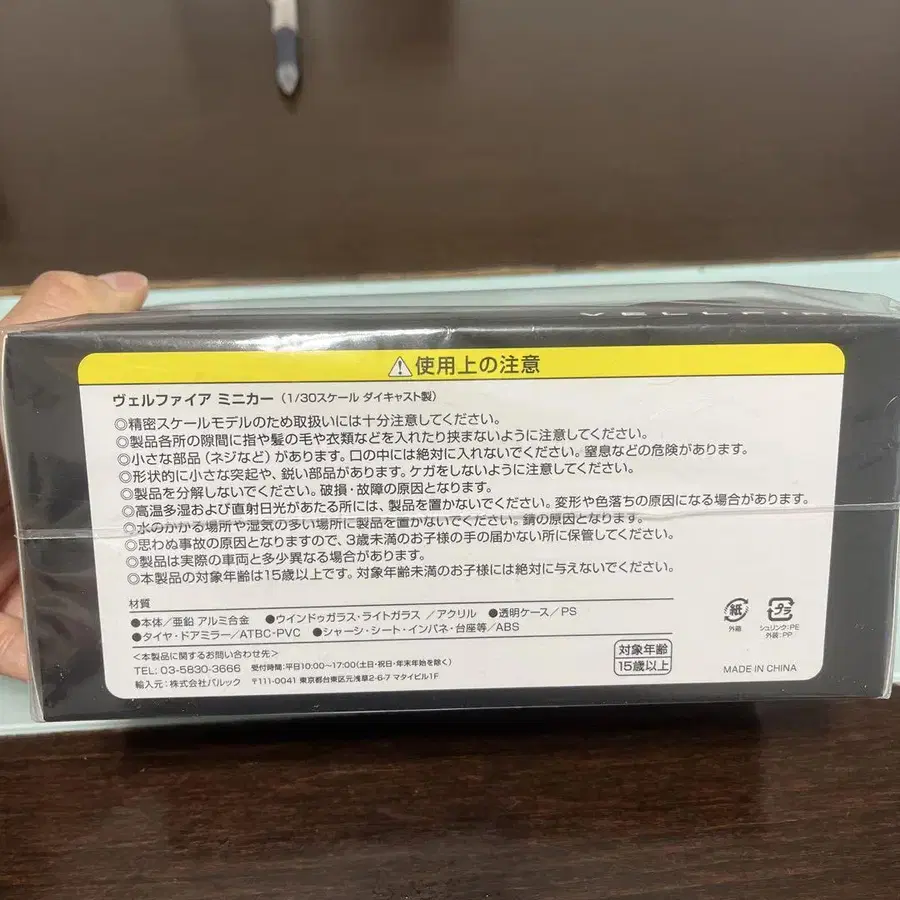 VELLFI
⚠使用上の注意
ヴェルファイア ミニカー（1/30スケール ダイキャスト製）
◎精密スケールモデルのため取扱いには十分注意してください。
◎製品各所の隙間に指や髪の毛や衣類などを入れたり挟まないように注意してください。
◎小さな部品（ネジなど）があります。口の中には絶対に入れないでください。窒息などの危険があります。
◎形状的に小さな突起や、鋭い部品があります。ケガをしないように注意してください。
◎製品を分解しないでください。破損・故障の原因となります。
◎高温多湿および直射日光があたる所には、製品を置かないでください。変形や色落ちの原因になる場合があります。
◎水のかかる場所や湿気の多い場所に製品を置かないでください。錆の原因となります。
◎思わぬ事故の原因となりますので、3歳未満のお子様の手の届かない所に保管してください。
◎製品は実際の車両と多少異なる場合があります。
◎本製品の対象年齢は15歳以上です。対象年齢未満のお子様には絶対に与えないでください。
材質
●本体/亜鉛 アルミ合金 ●ウインドゥガラス・ライトガラス /アクリル ●透明ケース/PS
●タイヤ・ドアミラー/ATBC-PVC ●シャーシ・シート・インパネ・台座等/ABS
<本製品に関するお問い合わせ先>
TEL: 03-5830-3666 受付時間:平日10:00〜17:00(土日・祝日・年末年始を除く)
輸入元：株式会社バルック 〒111-0041 東京都台東区元浅草2-6-7 マタイビル1F
対象年齢
15歳以上
紙
外箱
プラ
シュリンク:PE
外装:PP
MADE IN CHINA